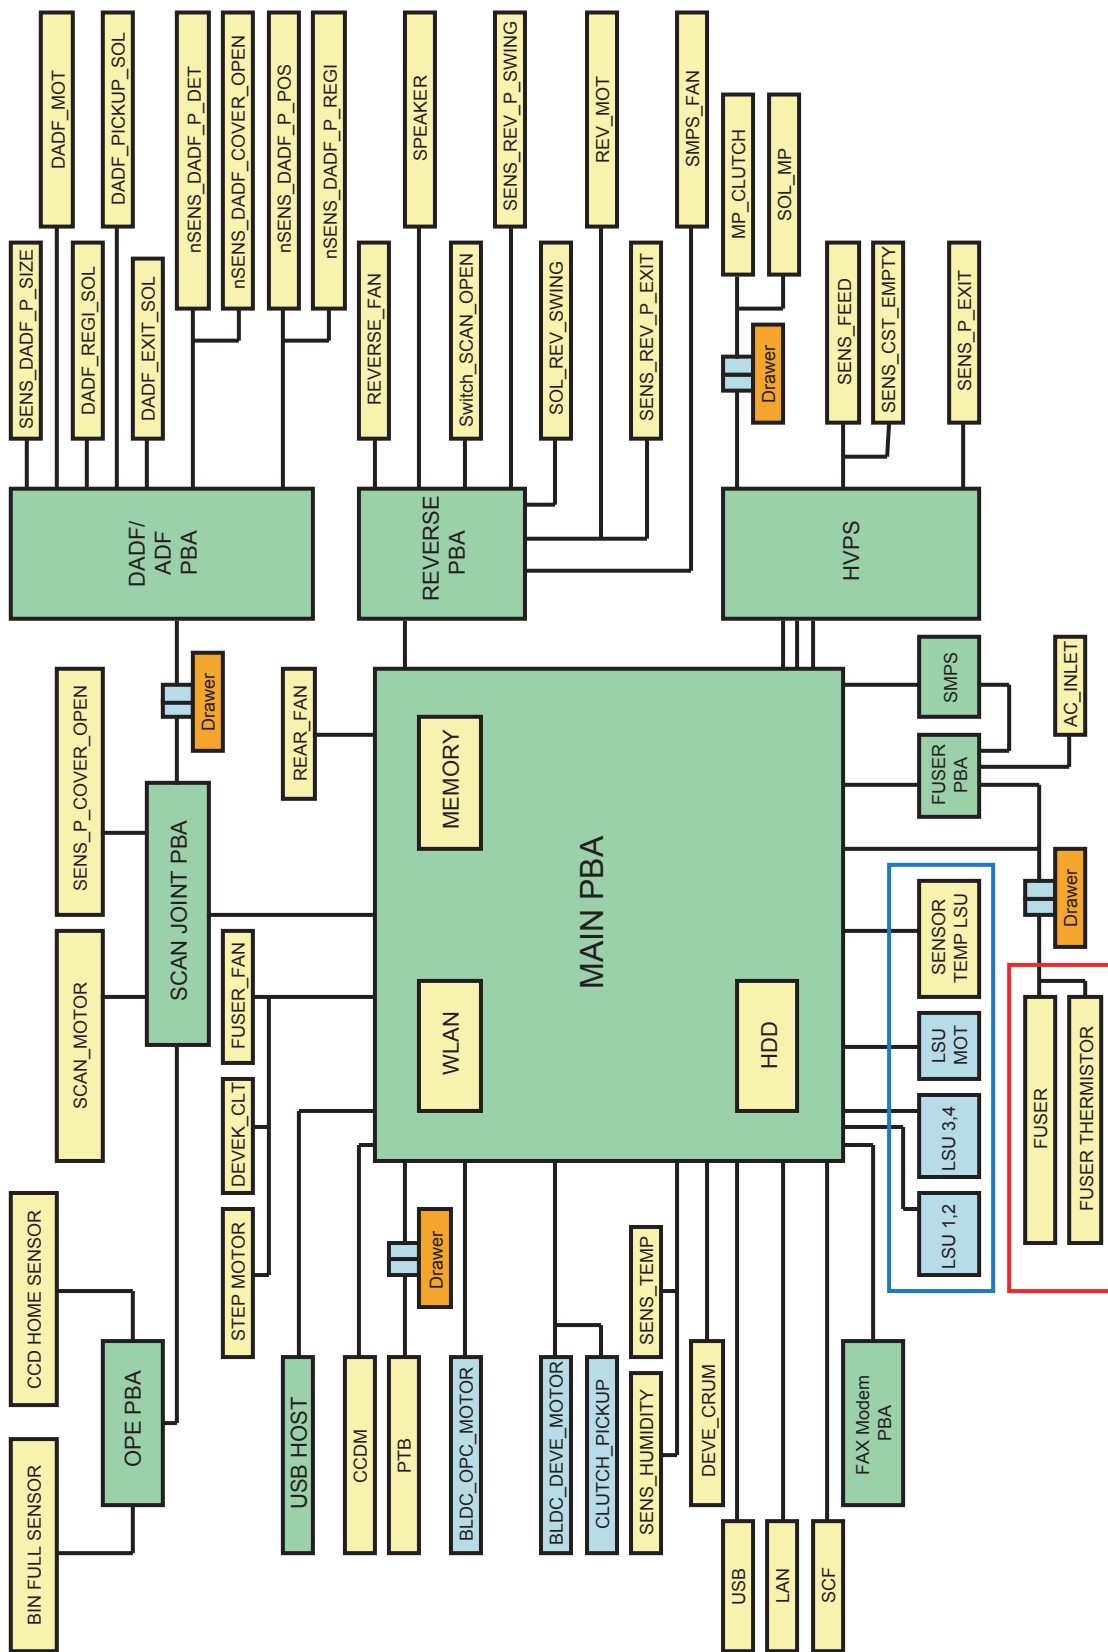 BIN FULL SENSOR
CCD HOME SENSOR
OPE PBA
SCAN_MOTOR
SENS_P_COVER_OPEN
SCAN JOINT PBA
Drawer
DADF/
ADF
PBA
SENS_DADF_P_SIZE
DADF_MOT
DADF_REGI_SOL
DADF_PICKUP_SOL
DADF_EXIT_SOL
nSENS_DADF_P_DET
nSENS_DADF_COVER_OPEN
nSENS_DADF_P_POS
nSENS_DADF_P_REGI
STEP MOTOR
DEVEK_CLT
FUSER_FAN
REAR_FAN
USB HOST
CCDM
PTB
Drawer
BLDC_OPC_MOTOR
BLDC_DEVE_MOTOR
CLUTCH_PICKUP
SENS_HUMIDITY
SENS_TEMP
DEVE_CRUM
USB
LAN
SCF
FAX Modem
PBA
WLAN
MEMORY
MAIN PBA
HDD
REVERSE
PBA
REVERSE_FAN
SPEAKER
Switch_SCAN_OPEN
SENS_REV_P_SWING
SOL_REV_SWING
REV_MOT
SENS_REV_P_EXIT
SMPS_FAN
HVPS
Drawer
MP_CLUTCH
SOL_MP
SENS_FEED
SENS_CST_EMPTY
SENS_P_EXIT
LSU 1,2
LSU 3,4
LSU
MOT
SENSOR
TEMP LSU
FUSER
PBA
SMPS
AC_INLET
Drawer
FUSER
FUSER THERMISTOR